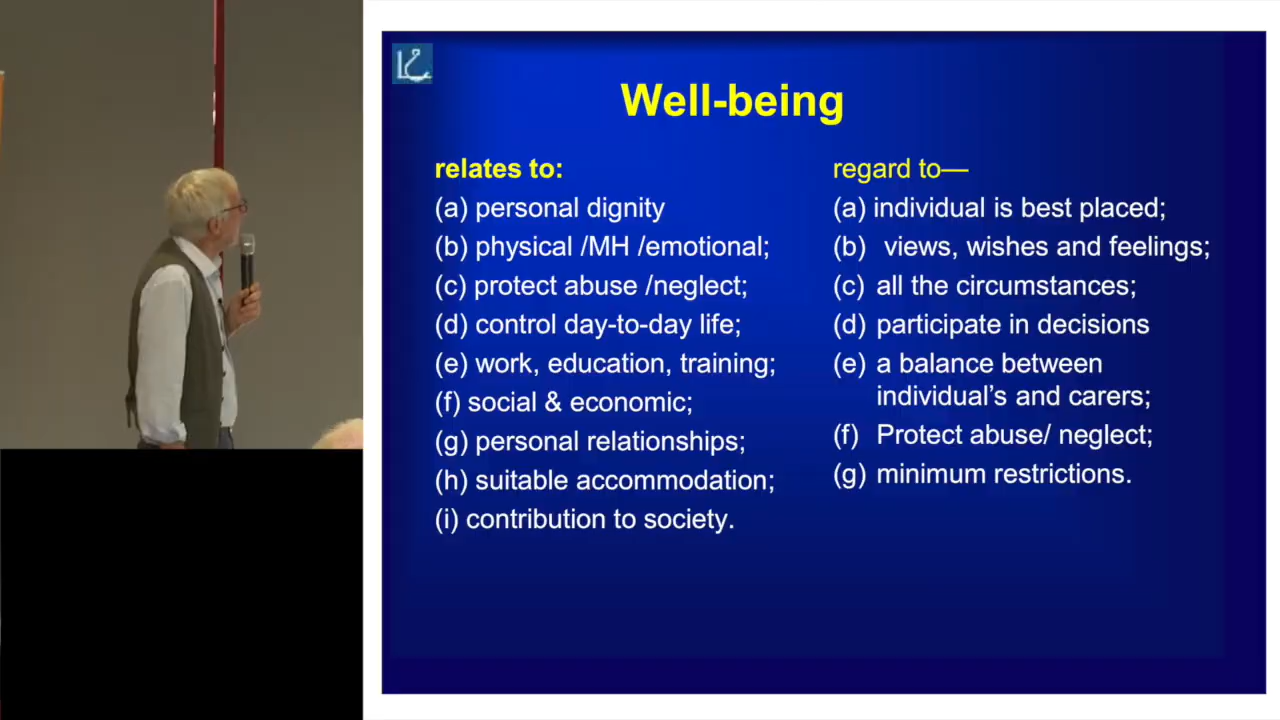 Well-being
relates to:
(a) personal dignity
(b) physical /MH /emotional;
(c) protect abuse /neglect;
(d) control day-to-day life;
(e) work, education, training;
(f) social & economic;
(g) personal relationships;
(h) suitable accommodation;
(i) contribution to society.
regard to—
(a) individual is best placed;
(b) views, wishes and feelings;
(c) all the circumstances;
(d) participate in decisions
(e) a balance between
individual's and carers;
(f) Protect abuse/ neglect;
(g) minimum restrictions.